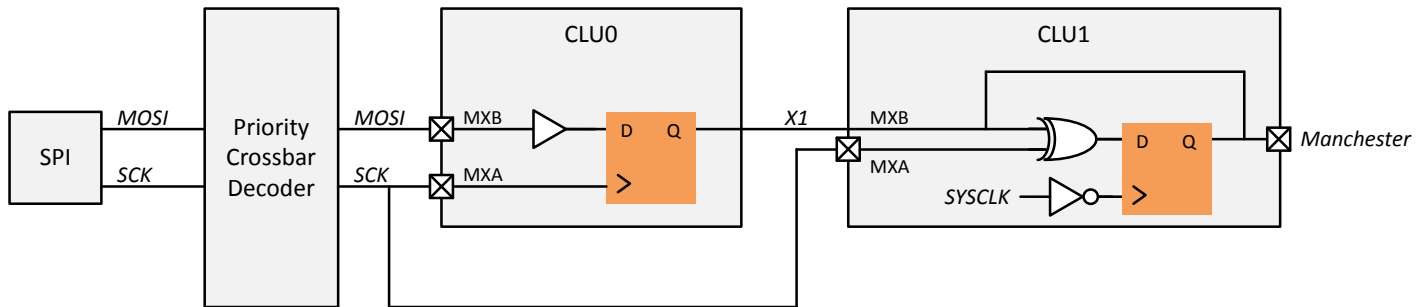 SPI
MOSI
SCK
Priority
Crossbar
Decoder
MOSI
SCK
CLU0
MXB
MXA
D Q
X1
CLU1
MXB
MXA
D Q
SYSCLK
Manchester